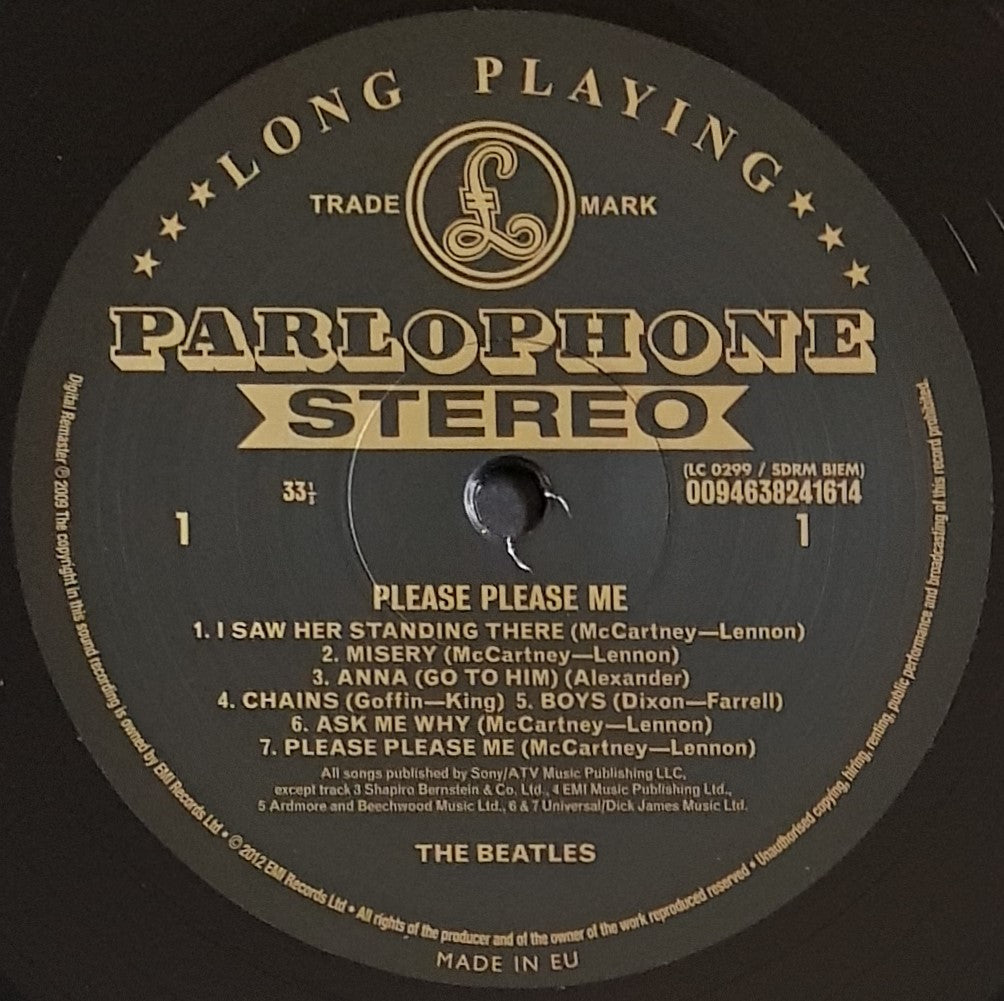 LONG PLAYING
TRADE MARK
£
PARLOPHONE
STEREO
(LC 0299 / SDRM BIEM)
33⅓ 0094638241614
1 1
PLEASE PLEASE ME
1. I SAW HER STANDING THERE (McCartney—Lennon)
2. MISERY (McCartney—Lennon)
3. ANNA (GO TO HIM) (Alexander)
4. CHAINS (Goffin—King) 5. BOYS (Dixon—Farrell)
6. ASK ME WHY (McCartney—Lennon)
7. PLEASE PLEASE ME (McCartney—Lennon)
All songs published by Sony/ATV Music Publishing LLC,
except track 3 Shapiro Bernstein & Co. Ltd., 4 EMI Music Publishing Ltd.,
5 Ardmore and Beechwood Music Ltd., 6 & 7 Universal/Dick James Music Ltd.
THE BEATLES
Digital Remaster ℗ 2009 The copyright in this sound recording is owned by EMI Records Ltd • © 2012 EMI Records Ltd • All rights of the producer and of the owner of the work reproduced reserved • Unauthorised copying, hiring, renting, public performance and broadcasting of this record prohibited.
MADE IN EU